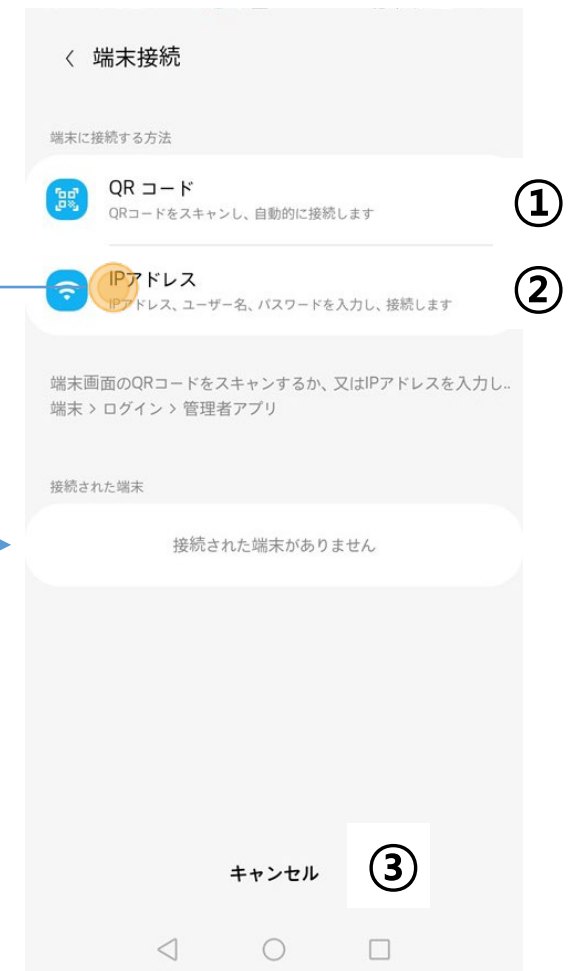 端末接続
端末に接続する方法
QR コード
①
QRコードをスキャンし、自動的に接続します
IPアドレス
②
IPアドレス、ユーザー名、パスワードを入力し、接続します
端末画面のQRコードをスキャンするか、又はIPアドレスを入力し..
端末 > ログイン > 管理者アプリ
接続された端末
接続された端末がありません
キャンセル
③